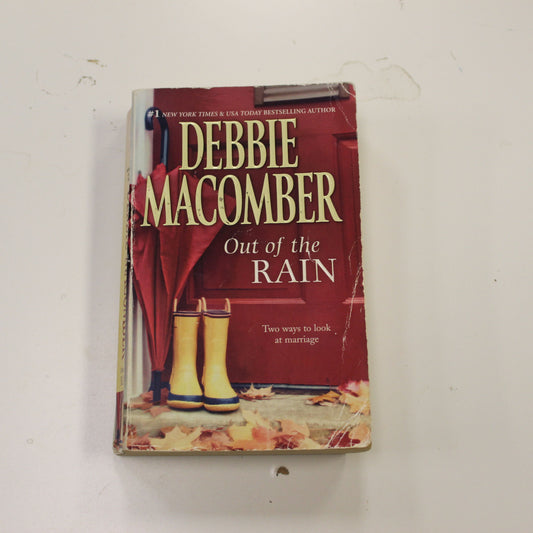 #1 NEW YORK TIMES & USA TODAY BESTSELLING AUTHOR
DEBBIE
MACOMBER
Out of the
RAIN
Two ways to look
at marriage